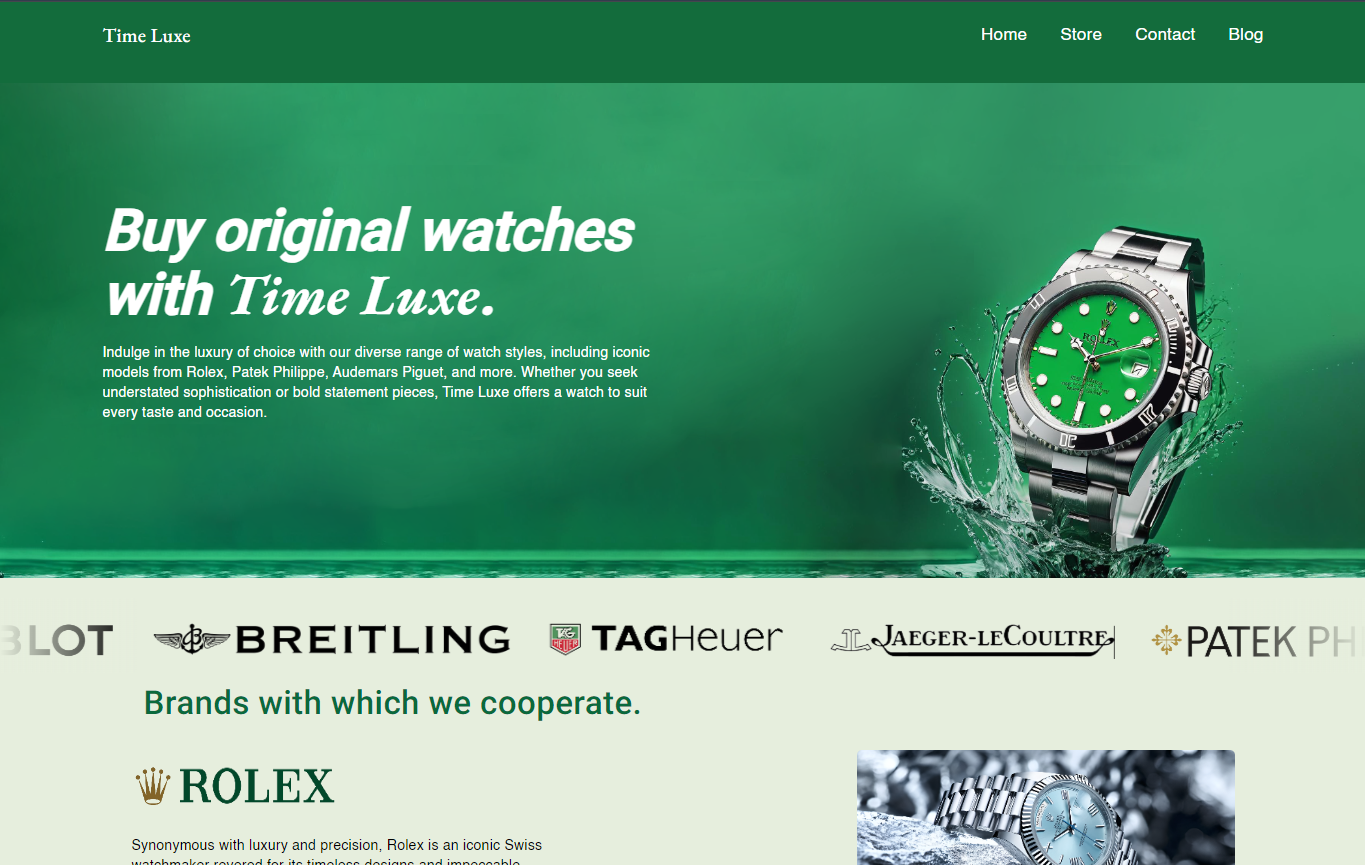 Time Luxe
Home Store Contact Blog
Buy original watches
with Time Luxe.
Indulge in the luxury of choice with our diverse range of watch styles, including iconic
models from Rolex, Patek Philippe, Audemars Piguet, and more. Whether you seek
understated sophistication or bold statement pieces, Time Luxe offers a watch to suit
every taste and occasion.
ROLEX
BLOT
BREITLING
TAG HEUER
TAGHeuer
JAEGER-LECOULTRE
PATEK PH
Brands with which we cooperate.
ROLEX
Synonymous with luxury and precision, Rolex is an iconic Swiss
watchmaker revered for its timeless designs and impeccable